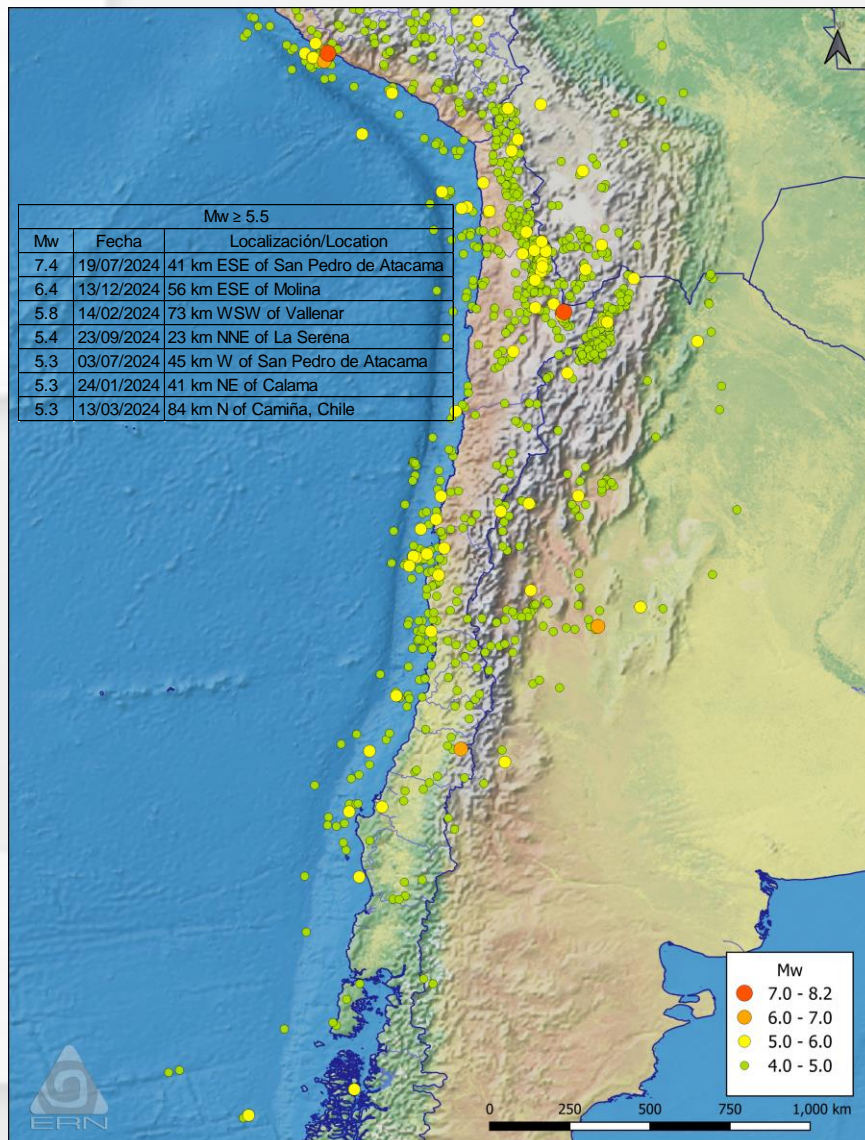 Mw ≥ 5.5
Mw Fecha Localización/Location
7.4 19/07/2024 41 km ESE of San Pedro de Atacama
6.4 13/12/2024 56 km ESE of Molina
5.8 14/02/2024 73 km WSW of Vallenar
5.4 23/09/2024 23 km NNE of La Serena
5.3 03/07/2024 45 km W of San Pedro de Atacama
5.3 24/01/2024 41 km NE of Calama
5.3 13/03/2024 84 km N of Camiña, Chile
Mw
7.0 - 8.2
6.0 - 7.0
5.0 - 6.0
4.0 - 5.0
ERN
0 250 500 750 1,000 km